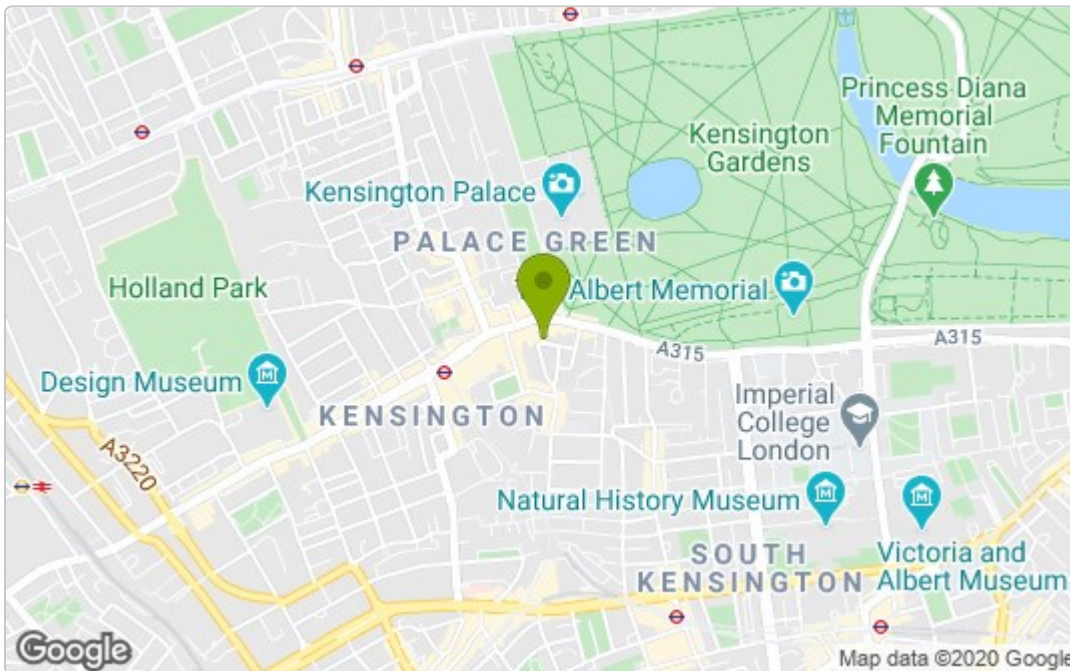 Princess Diana
Memorial
Fountain
Kensington
Gardens
Kensington Palace
PALACE GREEN
Holland Park
Albert Memorial
A315
A315
Design Museum
KENSINGTON
Imperial
College
London
A3220
Natural History Museum
SOUTH
KENSINGTON
Victoria and
Albert Museum
Google
Map data ©2020 Google